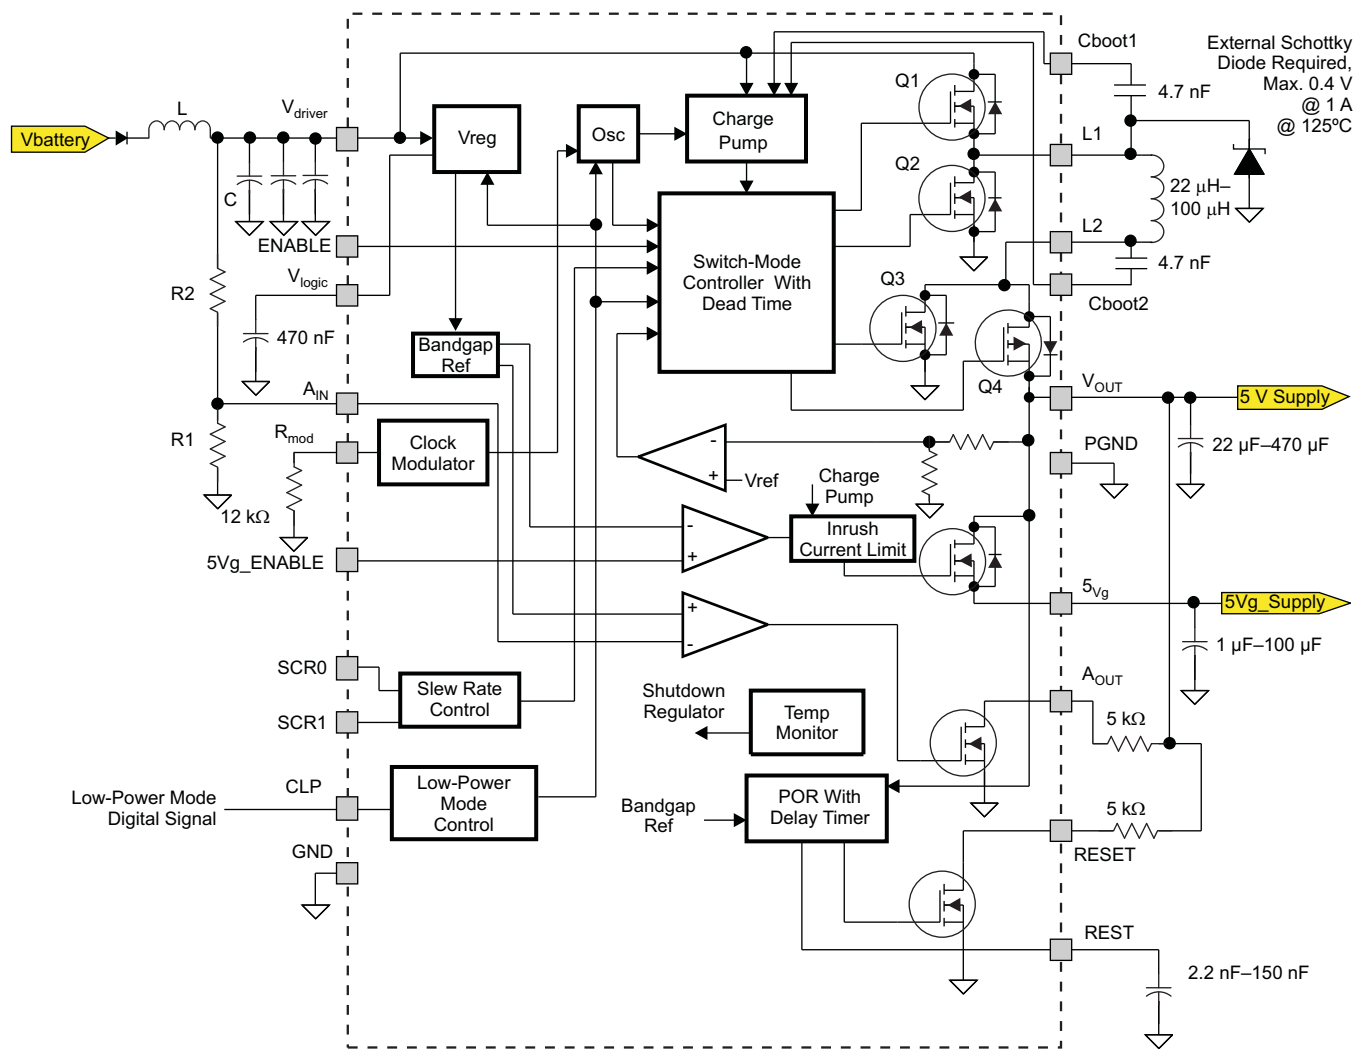 Cboot1
External Schottky
Diode Required,
Max. 0.4 V
@ 1 A
@ 125ºC
Q1
4.7 nF
L
Vdriver
Vbattery
Vreg
Osc
Charge
Pump
L1
Q2
C
22 µH–
100 µH
ENABLE
L2
Switch-Mode
Controller With
Dead Time
4.7 nF
Vlogic
Q3
Cboot2
R2
470 nF
Bandgap
Ref
Q4
AIN
VOUT
5 V Supply
R1
Rmod
Clock
Modulator
-
+
Vref
PGND
22 µF–470 µF
12 kΩ
Charge
Pump
-
+
Inrush
Current Limit
5Vg_ENABLE
5Vg
5Vg_Supply
+
-
1 µF–100 µF
SCR0
Slew Rate
Control
SCR1
Shutdown
Regulator
Temp
Monitor
AOUT
5 kΩ
CLP
Low-Power Mode
Digital Signal
Low-Power
Mode
Control
Bandgap
Ref
POR With
Delay Timer
5 kΩ
RESET
GND
REST
2.2 nF–150 nF